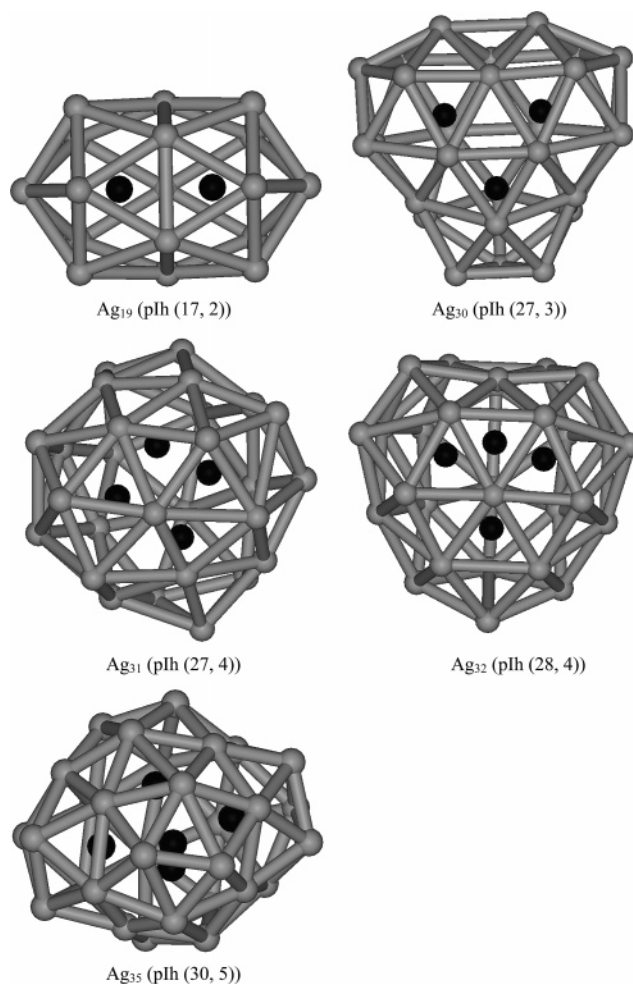 Ag₁₉ (pIh (17, 2))
Ag₃₀ (pIh (27, 3))
Ag₃₁ (pIh (27, 4))
Ag₃₂ (pIh (28, 4))
Ag₃₅ (pIh (30, 5))